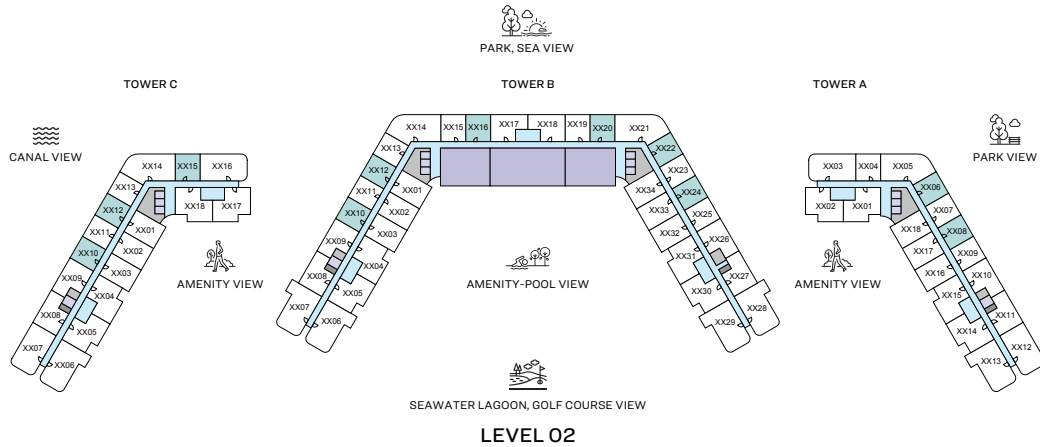 PARK, SEA VIEW
TOWER C
TOWER B
TOWER A
CANAL VIEW
PARK VIEW
XX14
XX15
XX16
XX13
XX12
XX11
XX10
XX09
XX08
XX07
XX06
XX05
XX04
XX03
XX02
XX01
XX18
XX17
AMENITY VIEW
XX14
XX15
XX16
XX17
XX18
XX19
XX20
XX21
XX13
XX12
XX11
XX10
XX09
XX08
XX07
XX06
XX05
XX04
XX03
XX02
XX01
XX22
XX23
XX24
XX25
XX26
XX27
XX28
XX29
XX30
XX31
XX32
XX33
XX34
AMENITY-POOL VIEW
XX03
XX04
XX05
XX02
XX01
XX06
XX07
XX08
XX09
XX10
XX11
XX12
XX13
XX14
XX15
XX16
XX17
XX18
AMENITY VIEW
SEAWATER LAGOON, GOLF COURSE VIEW
LEVEL 02